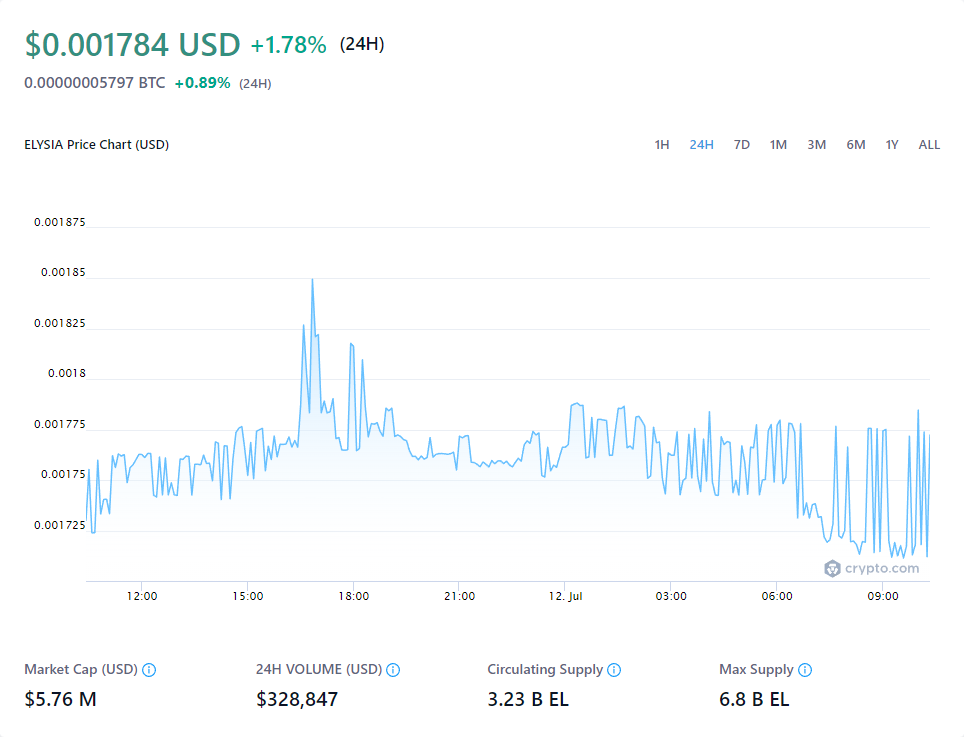 $0.001784 USD +1.78% (24H)
0.00000005797 BTC +0.89% (24H)
ELYSIA Price Chart (USD) 1H 24H 7D 1M 3M 6M 1Y ALL
0.001875
0.00185
0.001825
0.0018
0.001775
0.00175
0.001725
crypto.com
12:00 15:00 18:00 21:00 12. Jul 03:00 06:00 09:00
Market Cap (USD) 24H VOLUME (USD) Circulating Supply Max Supply
$5.76 M $328,847 3.23 B EL 6.8 B EL